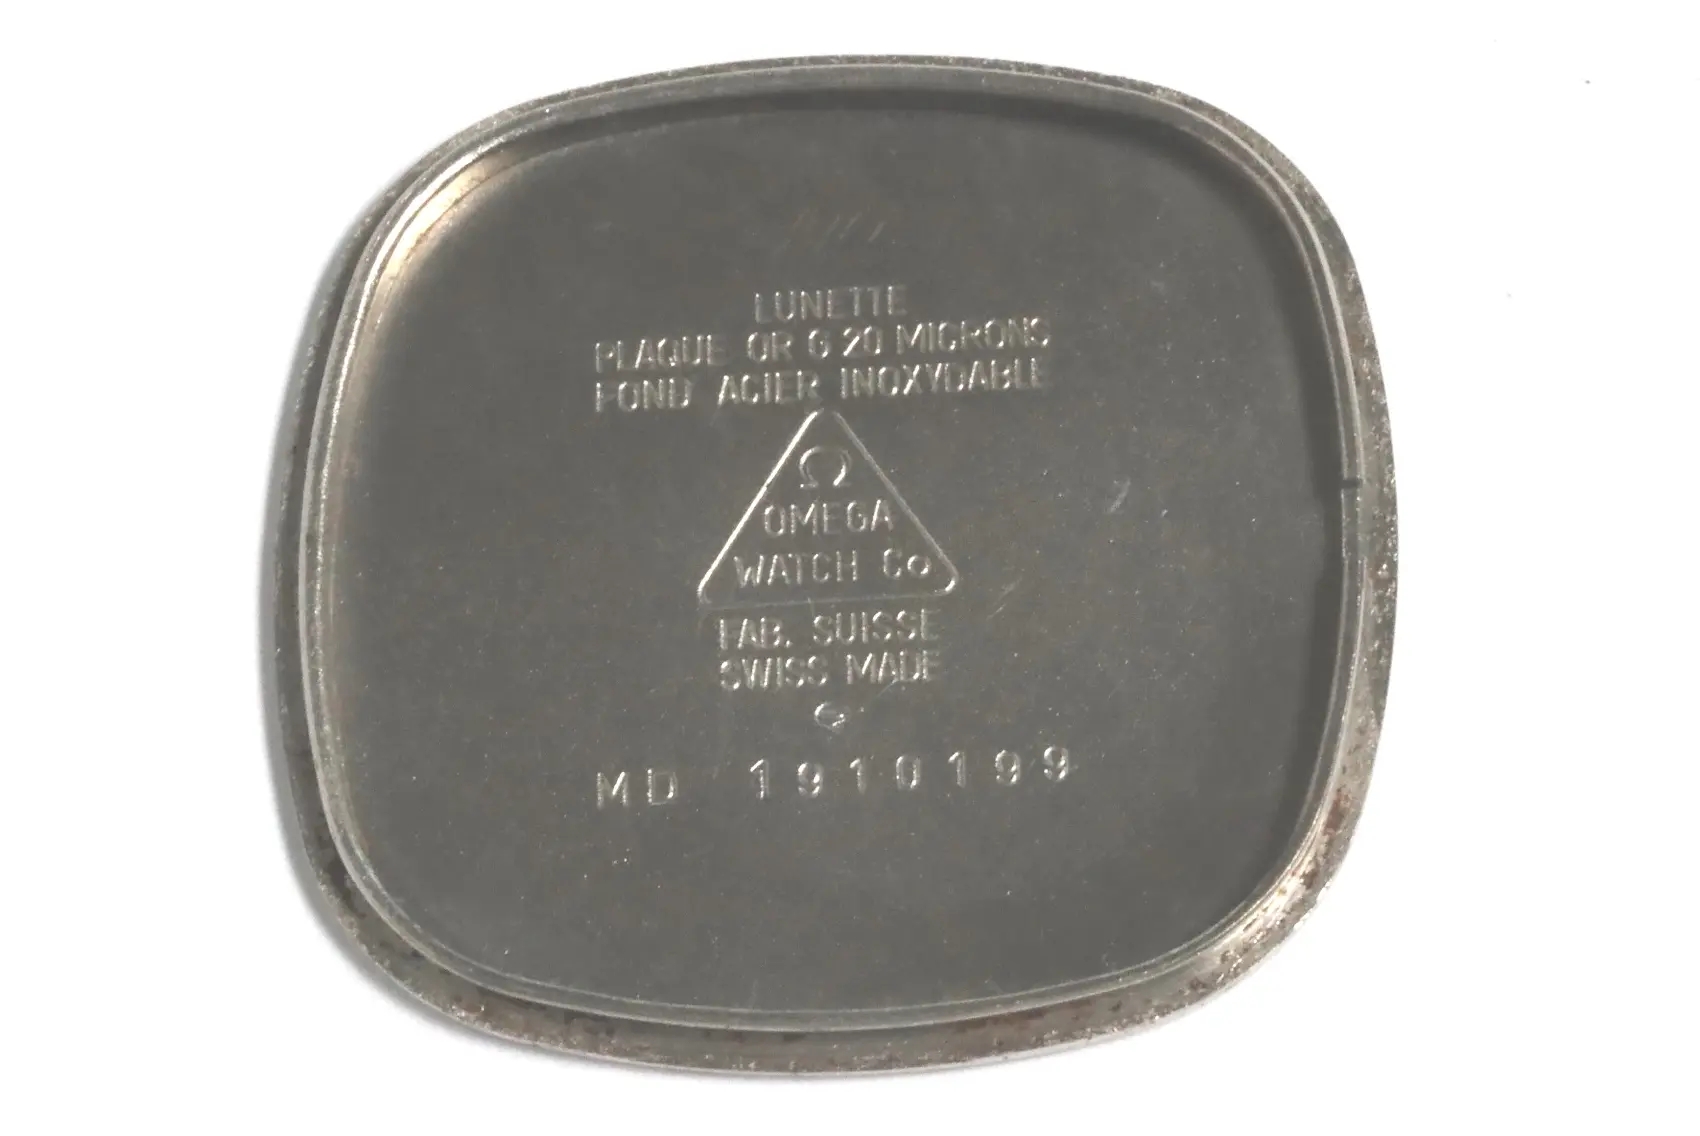 LUNETTE
PLAQUE OR G 20 MICRONS
FOND ACIER INOXYDABLE
Ω
OMEGA
WATCH Co
FAB. SUISSE
SWISS MADE
MD 1910199